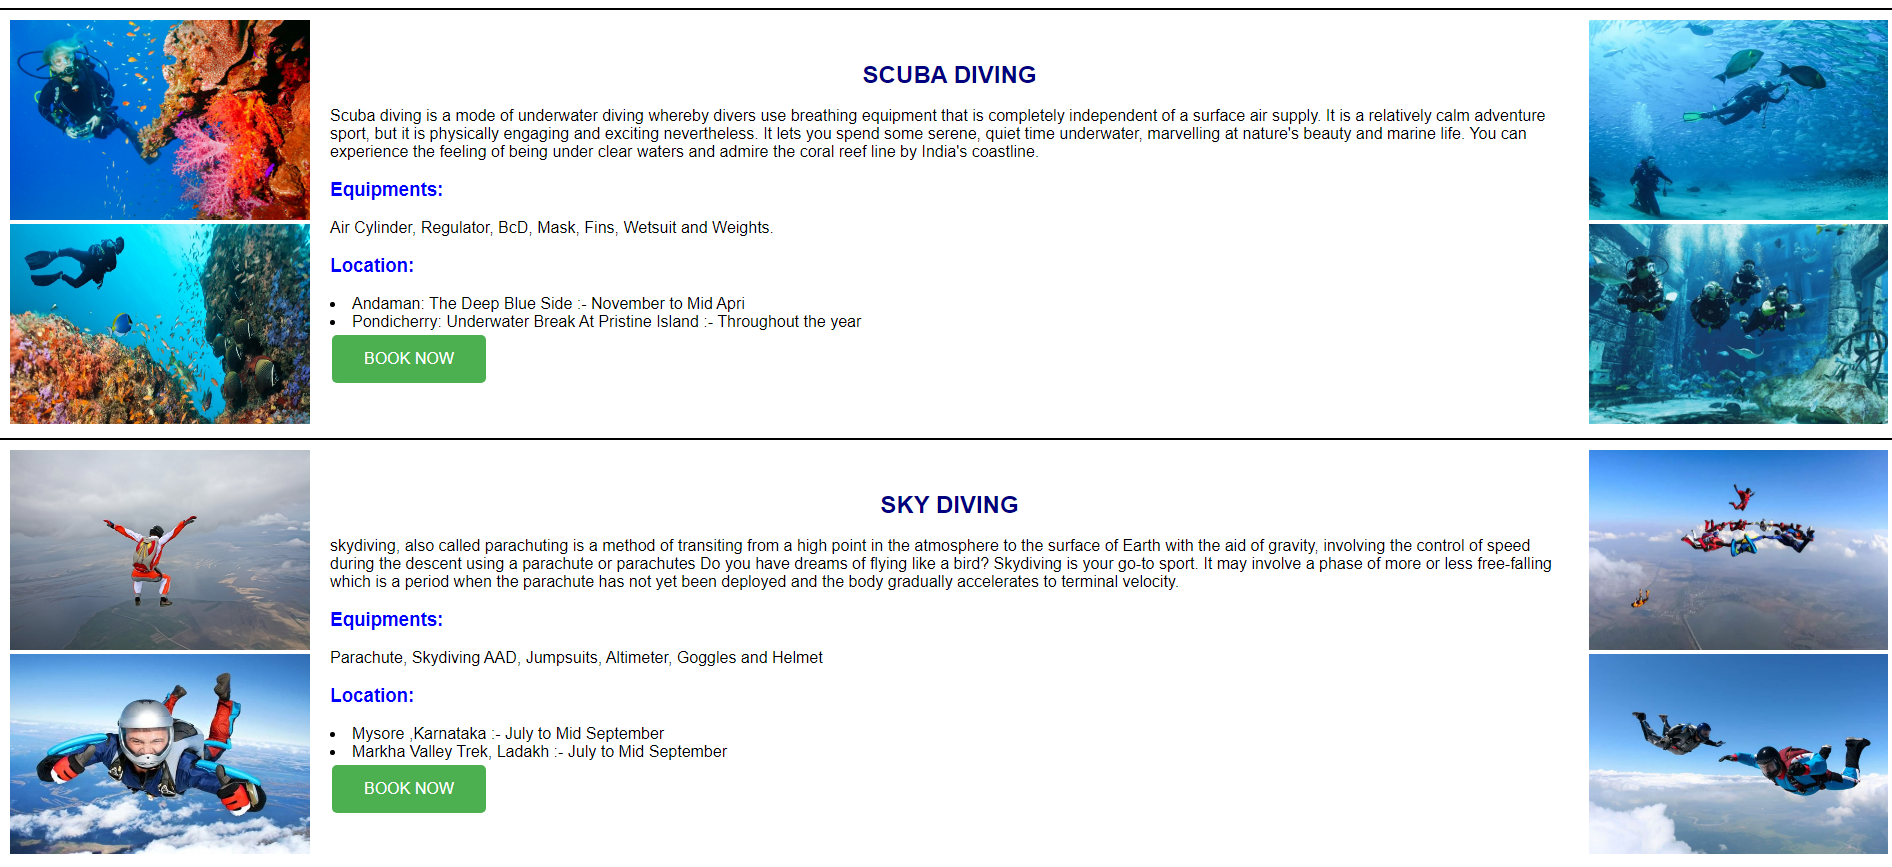 SCUBA DIVING
Scuba diving is a mode of underwater diving whereby divers use breathing equipment that is completely independent of a surface air supply. It is a relatively calm adventure
sport, but it is physically engaging and exciting nevertheless. It lets you spend some serene, quiet time underwater, marvelling at nature's beauty and marine life. You can
experience the feeling of being under clear waters and admire the coral reef line by India's coastline.
Equipments:
Air Cylinder, Regulator, BcD, Mask, Fins, Wetsuit and Weights.
Location:
• Andaman: The Deep Blue Side :- November to Mid Apri
• Pondicherry: Underwater Break At Pristine Island :- Throughout the year
BOOK NOW
SKY DIVING
skydiving, also called parachuting is a method of transiting from a high point in the atmosphere to the surface of Earth with the aid of gravity, involving the control of speed
during the descent using a parachute or parachutes Do you have dreams of flying like a bird? Skydiving is your go-to sport. It may involve a phase of more or less free-falling
which is a period when the parachute has not yet been deployed and the body gradually accelerates to terminal velocity.
Equipments:
Parachute, Skydiving AAD, Jumpsuits, Altimeter, Goggles and Helmet
Location:
• Mysore ,Karnataka :- July to Mid September
• Markha Valley Trek, Ladakh :- July to Mid September
BOOK NOW